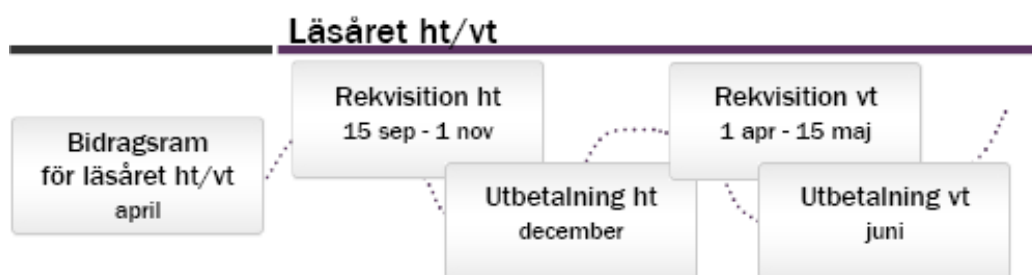 Läsåret ht/vt
Bidragsram
för läsåret ht/vt
april
Rekvisition ht
15 sep - 1 nov
Utbetalning ht
december
Rekvisition vt
1 apr - 15 maj
Utbetalning vt
juni